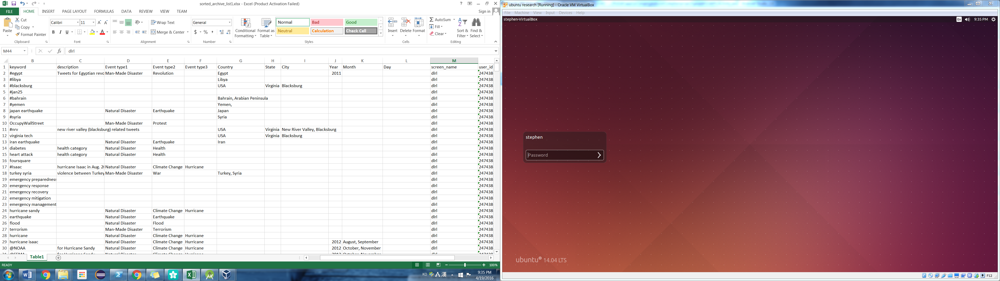 sorted_archive_list1.xlsx - Excel (Product Activation Failed)
FILE HOME INSERT PAGE LAYOUT FORMULAS DATA REVIEW VIEW TEAM Sign in
Paste Cut Copy Format Painter
Clipboard
Calibri 11
B I U
Font
Wrap Text
Merge & Center
Alignment
General
$ % ,
Number
Conditional Formatting Format as Table
Normal Bad Good
Neutral Calculation Check Cell
Styles
Insert Delete Format
Cells
AutoSum
Fill
Clear
Sort & Filter Find & Select
Editing
M44 fx dlrl
B C D E F G H I J K L M
1 keyword description Event type1 Event type2 Event type3 Country State City Year Month Day screen_name user_id
2 #egypt Tweets for Egyptian revo Man-Made Disaster Revolution Egypt 2011 dlrl 247438
3 #libya Libya dlrl 247438
4 #blacksburg USA Virginia Blacksburg dlrl 247438
5 #jan25 dlrl 247438
6 #bahrain Bahrain, Arabian Peninsula dlrl 247438
7 #yemen Yemen, dlrl 247438
8 japan earthquake Natural Disaster Earthquake Japan dlrl 247438
9 #syria Syria dlrl 247438
10 OccupyWallStreet Man-Made Disaster Protest dlrl 247438
11 #nrv new river valley (blacksburg) related tweets USA Virginia New River Valley, Blacksburg dlrl 247438
12 virginia tech USA Virginia Blacksburg dlrl 247438
13 iran earthquake Natural Disaster Earthquake Iran dlrl 247438
14 diabetes health category Natural Disaster Health dlrl 247438
15 heart attack health category Natural Disaster Health dlrl 247438
16 foursquare dlrl 247438
17 #Isaac hurricane Isaac in Aug. 20 Natural Disaster Climate Change Hurricane dlrl 247438
18 turkey syria violence between Turkey Man-Made Disaster War Turkey, Syria dlrl 247438
19 emergency preparedness dlrl 247438
20 emergency response dlrl 247438
21 emergency recovery dlrl 247438
22 emergency mitigation dlrl 247438
23 emergency management dlrl 247438
24 hurricane sandy Natural Disaster Climate Change Hurricane dlrl 247438
25 earthquake Natural Disaster Earthquake dlrl 247438
26 flood Natural Disaster Flood dlrl 247438
27 terrorism Man-Made Disaster Terrorism dlrl 247438
28 hurricane Natural Disaster Climate Change Hurricane dlrl 247438
29 hurricane isaac Natural Disaster Climate Change Hurricane 2012 August, September dlrl 247438
30 @NOAA for Hurricane Sandy Natural Disaster Climate Change Hurricane 2012 October, November dlrl 247438
Table1
READY 100%
KO A 漢 9:35 PM
4/19/2016
ubuntu research [Running] - Oracle VM VirtualBox
File Machine View Input Devices Help
stephen-VirtualBox En 9:35 PM
stephen
Password
ubuntu 14.04 LTS
F12